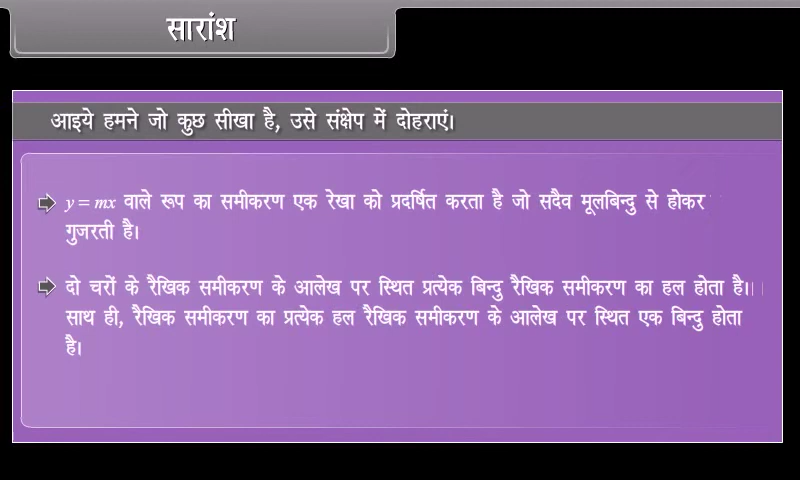 सारांश
आइये हमने जो कुछ सीखा है, उसे संक्षेप में दोहराएं।
y = mx वाले रूप का समीकरण एक रेखा को प्रदर्षित करता है जो सदैव मूलबिन्दु से होकर
गुजरती है।
दो चरों के रैखिक समीकरण के आलेख पर स्थित प्रत्येक बिन्दु रैखिक समीकरण का हल होता है।
साथ ही, रैखिक समीकरण का प्रत्येक हल रैखिक समीकरण के आलेख पर स्थित एक बिन्दु होता
है।